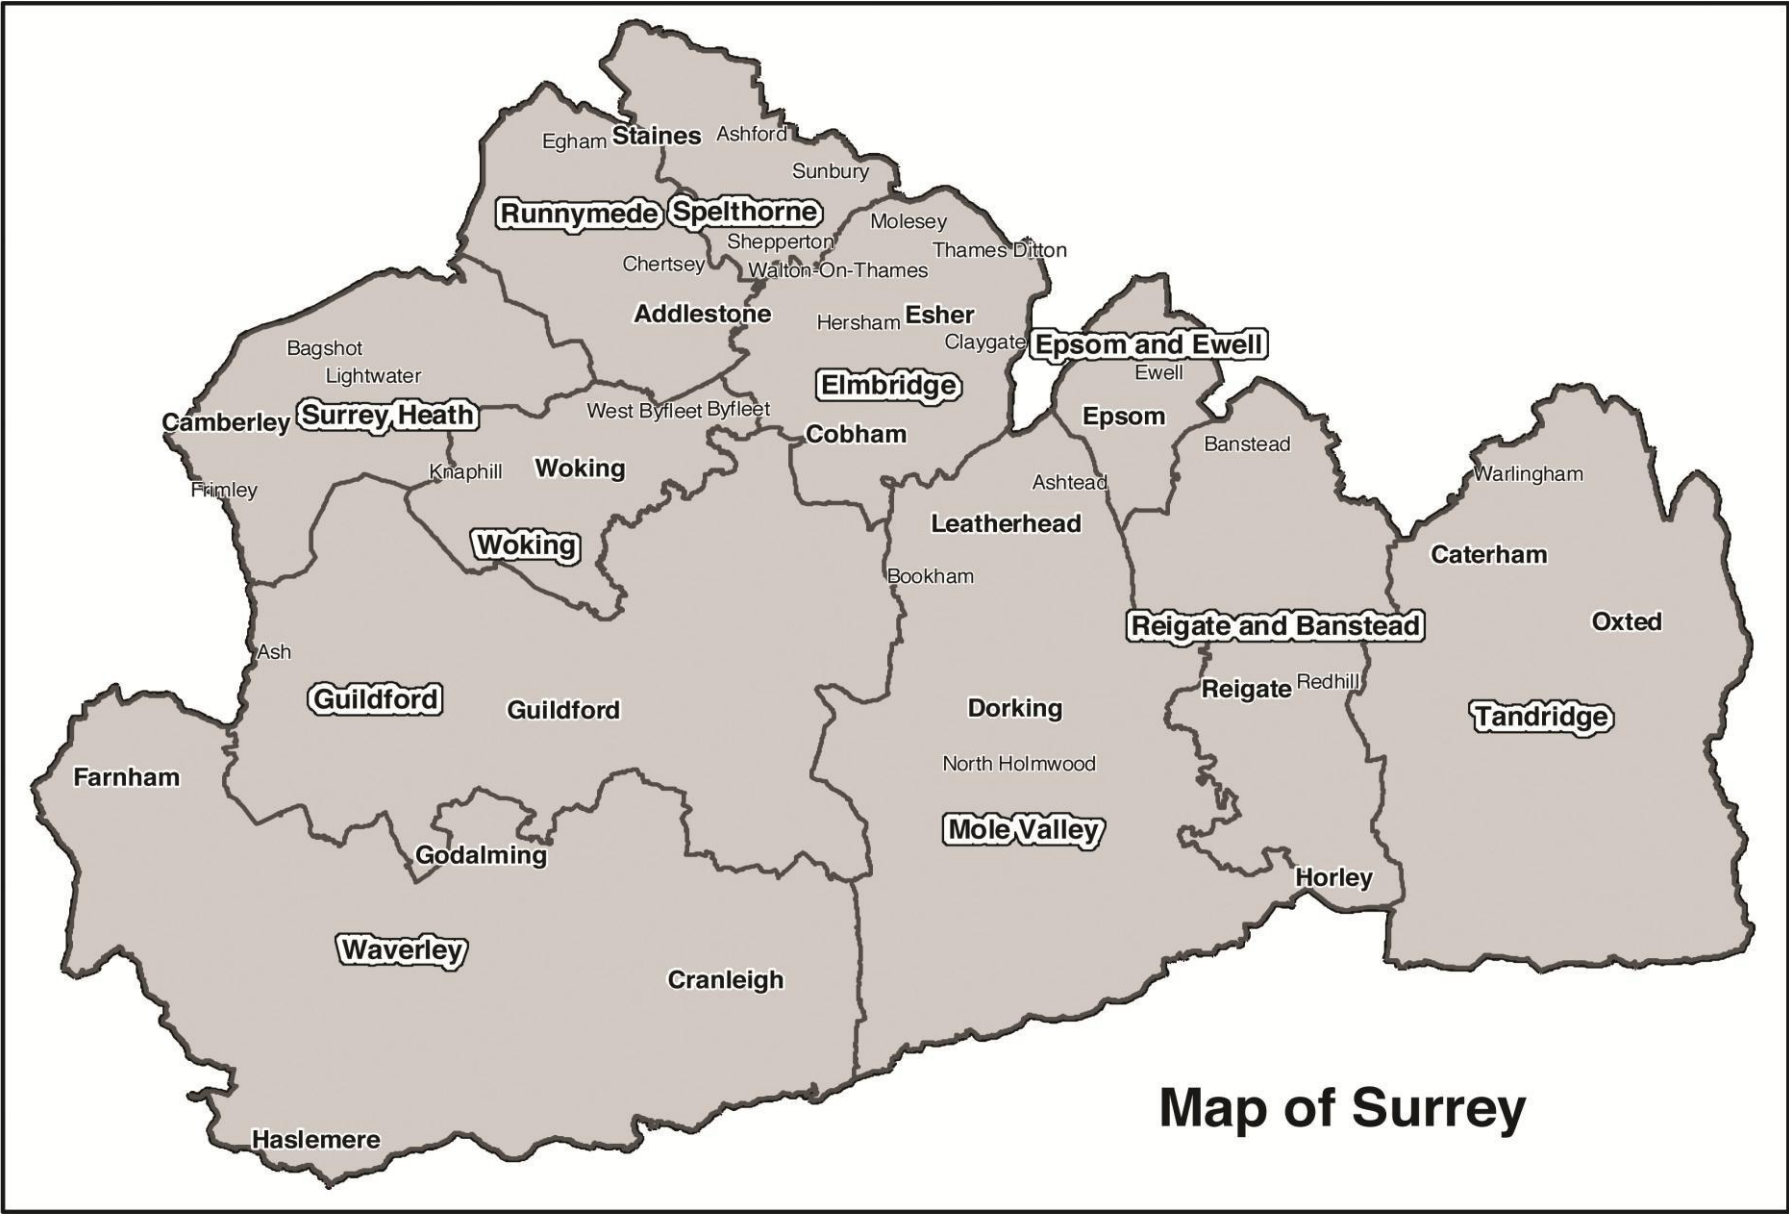 Staines
Ashford
Egham
Sunbury
Runnymede
Spelthorne
Molesey
Shepperton
Thames Ditton
Chertsey
Walton-On-Thames
Addlestone
Hersham
Esher
Claygate
Epsom and Ewell
Bagshot
Lightwater
Ewell
Elmbridge
Camberley
Surrey Heath
West Byfleet
Byfleet
Epsom
Cobham
Banstead
Knaphill
Woking
Warlingham
Frimley
Ashtead
Leatherhead
Woking
Caterham
Bookham
Oxted
Reigate and Banstead
Ash
Guildford
Guildford
Reigate
Redhill
Dorking
Tandridge
Farnham
North Holmwood
Mole Valley
Godalming
Horley
Waverley
Cranleigh
Haslemere
Map of Surrey